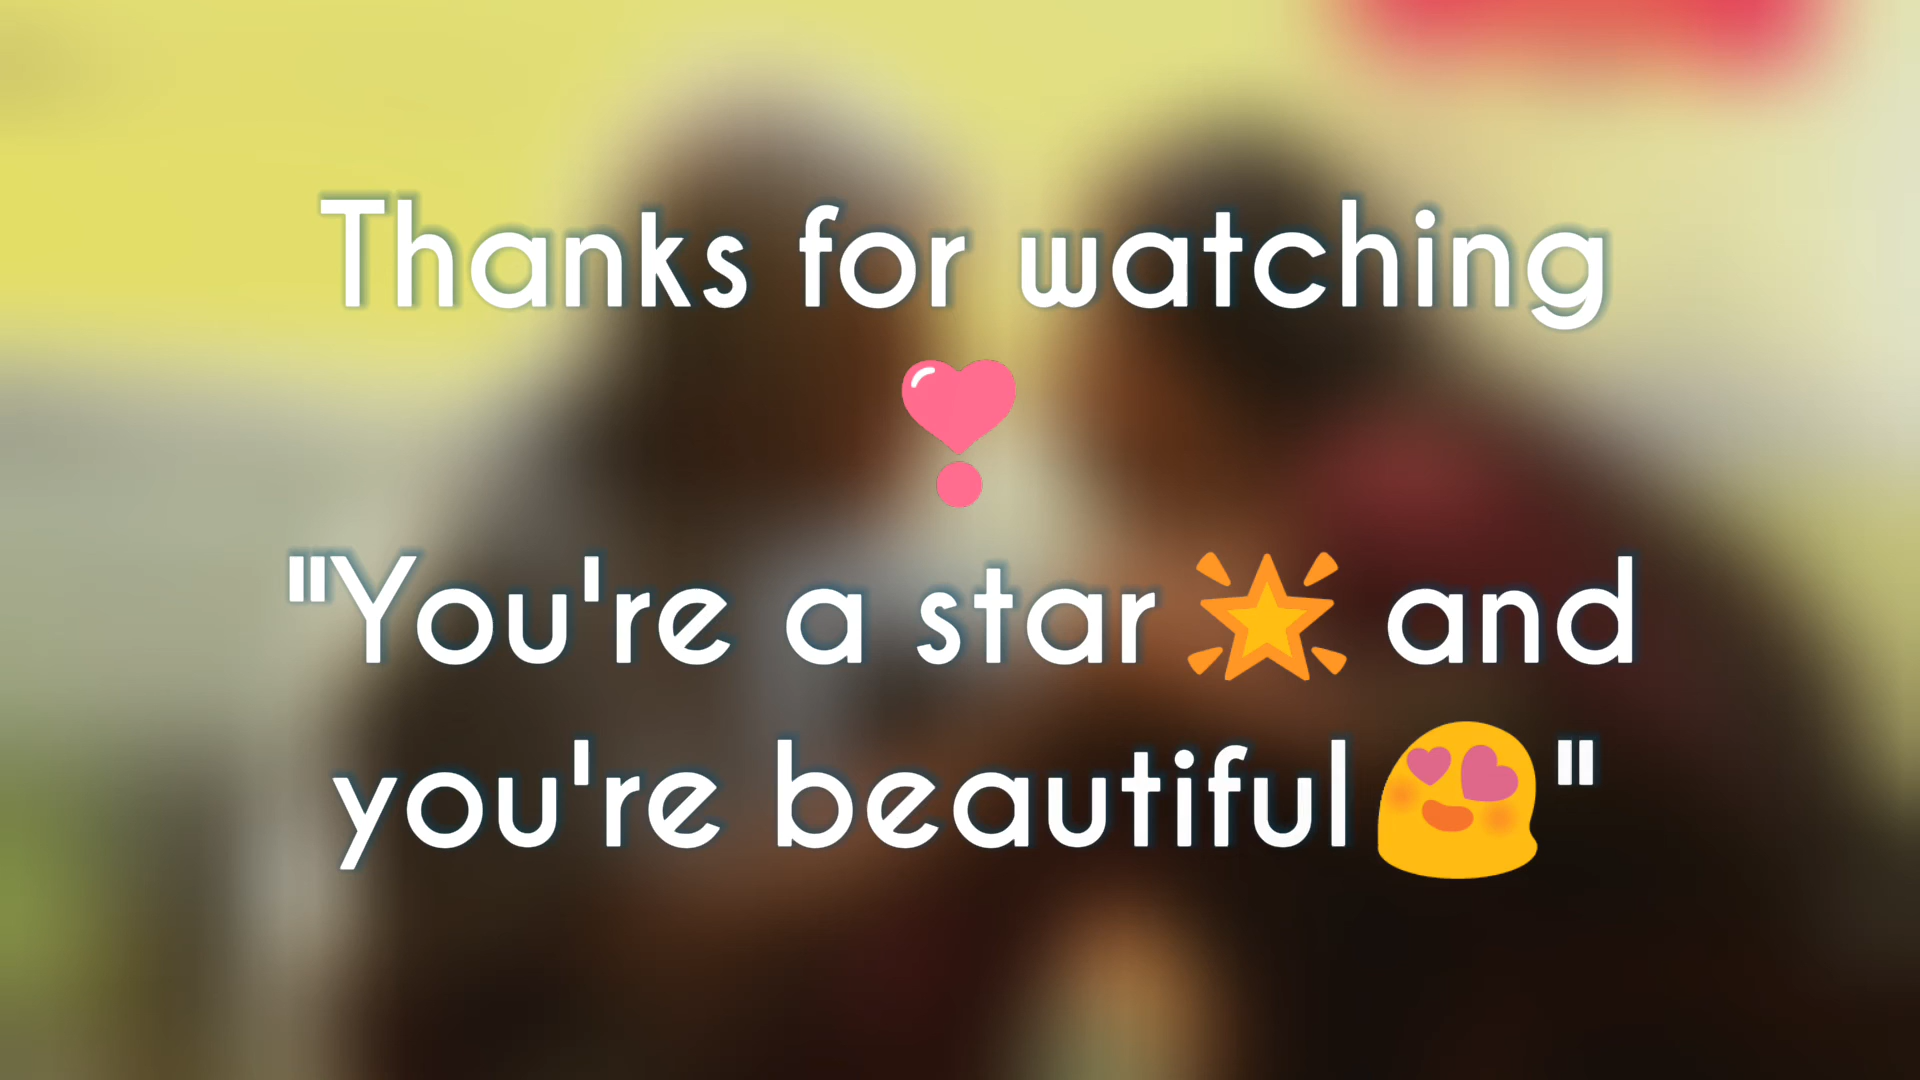 Thanks for watching
❣
"You're a star🌟 and
you're beautiful😍"